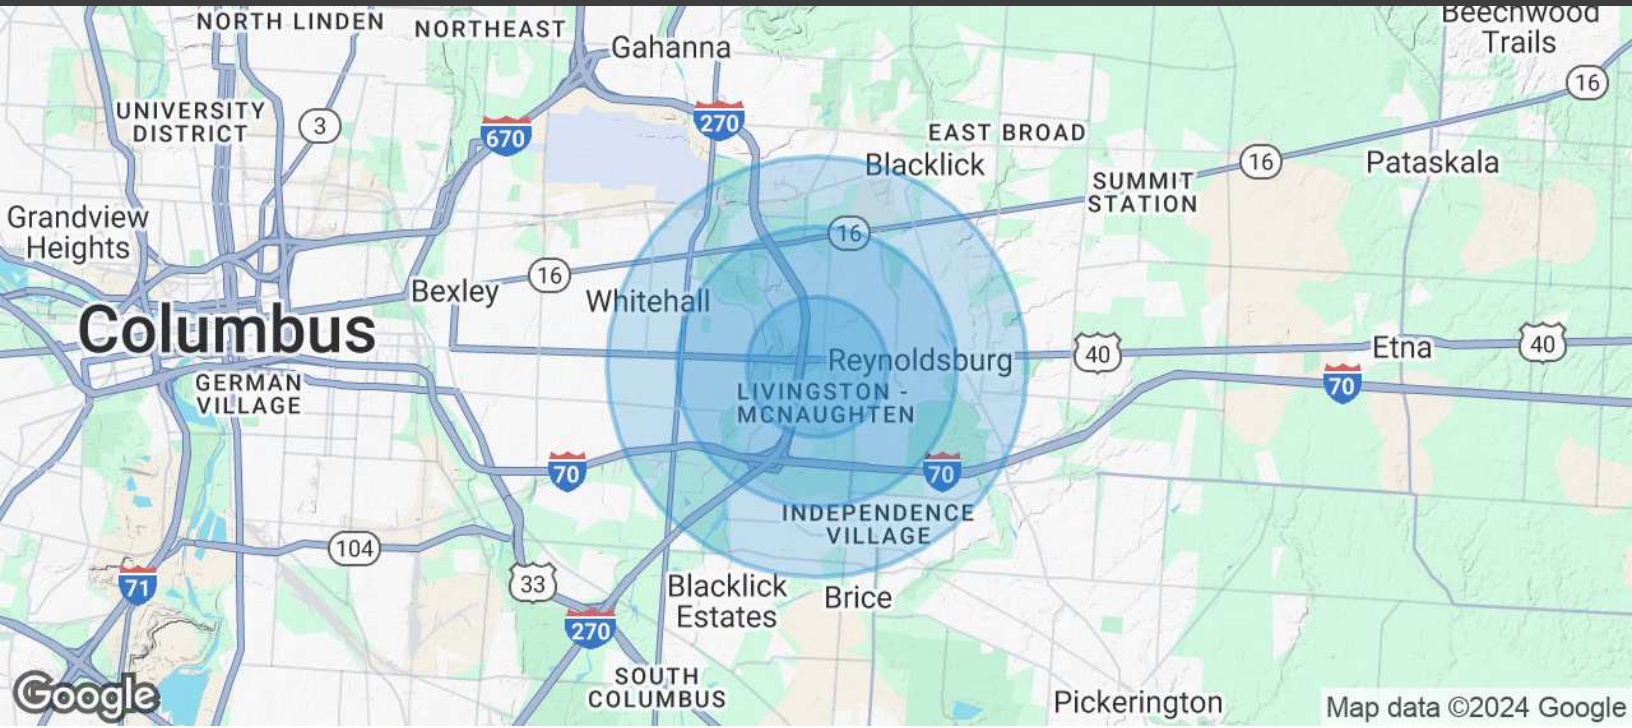 Beechwood
Trails
NORTH LINDEN
NORTHEAST
Gahanna
16
UNIVERSITY
DISTRICT
3
670
270
EAST BROAD
Blacklick
16
Pataskala
SUMMIT
STATION
Grandview
Heights
16
16
Bexley
Whitehall
Columbus
Reynoldsburg
40
Etna
40
GERMAN
VILLAGE
LIVINGSTON -
MCNAUGHTEN
70
70
70
INDEPENDENCE
VILLAGE
104
33
71
Blacklick
Estates
Brice
270
SOUTH
COLUMBUS
Google
Pickerington
Map data ©2024 Google